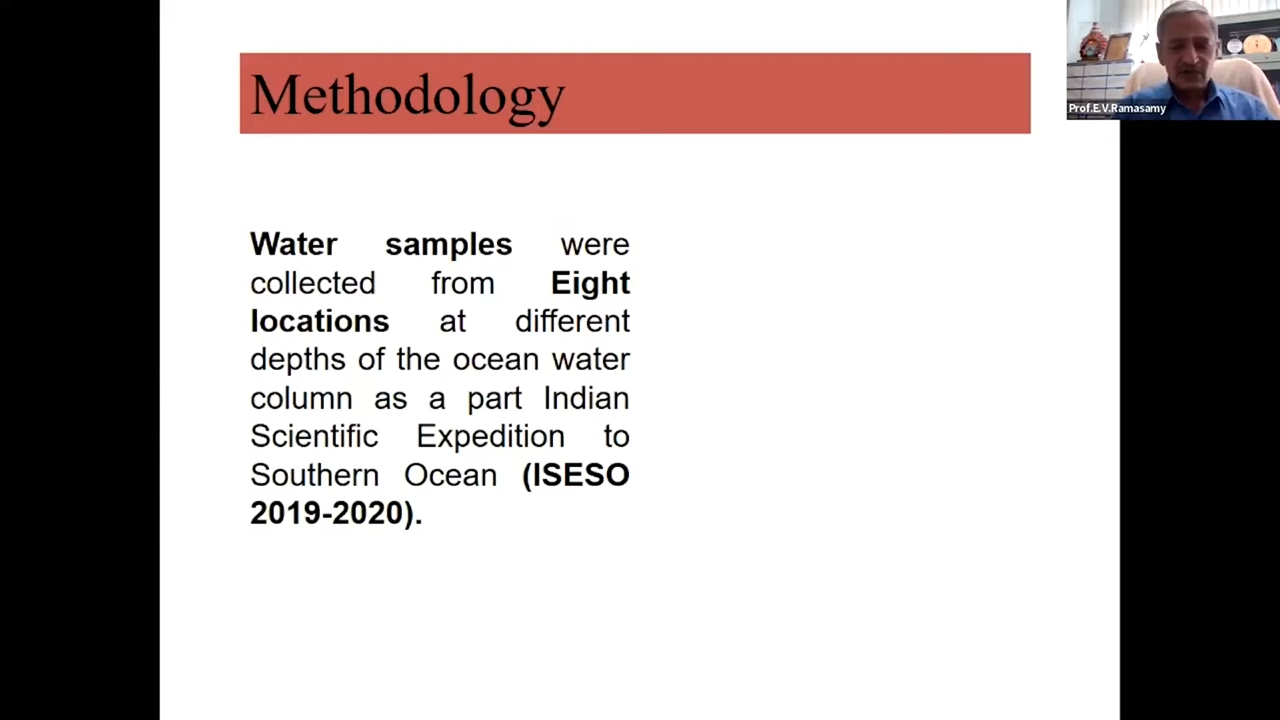 Methodology
Prof.E.V.Ramasamy
Water samples were
collected from Eight
locations at different
depths of the ocean water
column as a part Indian
Scientific Expedition to
Southern Ocean (ISESO
2019-2020).